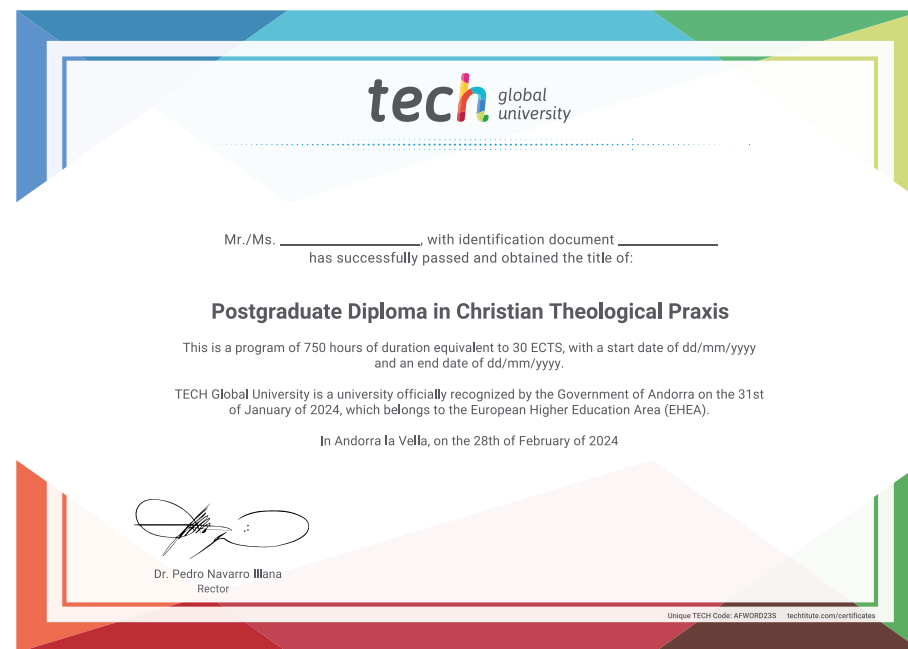 tech global university
Mr./Ms. ____________________, with identification document ______________
has successfully passed and obtained the title of:
Postgraduate Diploma in Christian Theological Praxis
This is a program of 750 hours of duration equivalent to 30 ECTS, with a start date of dd/mm/yyyy
and an end date of dd/mm/yyyy.
TECH Global University is a university officially recognized by the Government of Andorra on the 31st
of January of 2024, which belongs to the European Higher Education Area (EHEA).
In Andorra la Vella, on the 28th of February of 2024
Dr. Pedro Navarro Illana
Rector
Unique TECH Code: AFWORD23S techtitute.com/certificates